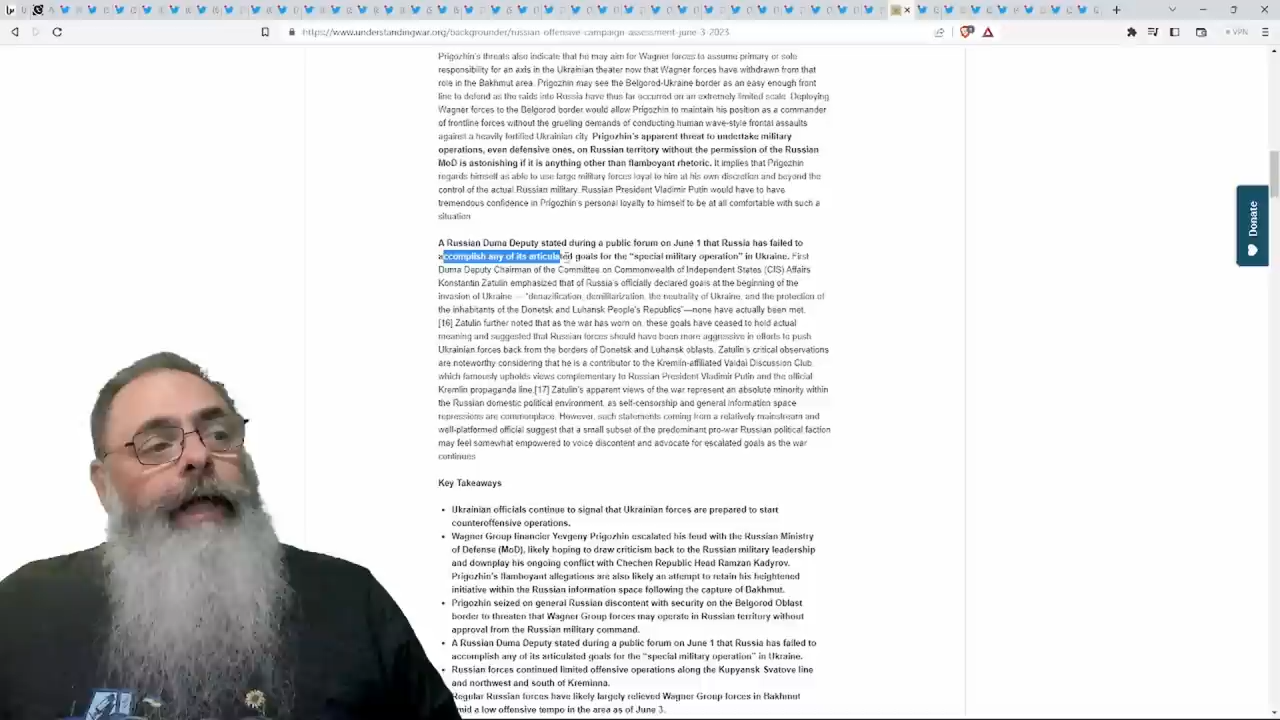 https://www.understandingwar.org/backgrounder/russian-offensive-campaign-assessment-june-3-2023
VPN
Prigozhin's threats also indicate that he may aim for Wagner forces to assume primary or sole
responsibility for an axis in the Ukrainian theater now that Wagner forces have withdrawn from that
role in the Bakhmut area. Prigozhin may see the Belgorod-Ukraine border as an easy enough front
line to defend as the raids into Russia have thus far occurred on an extremely limited scale. Deploying
Wagner forces to the Belgorod border would allow Prigozhin to maintain his position as a commander
of frontline forces without the grueling demands of conducting human wave-style frontal assaults
against a heavily fortified Ukrainian city. Prigozhin's apparent threat to undertake military
operations, even defensive ones, on Russian territory without the permission of the Russian
MoD is astonishing if it is anything other than flamboyant rhetoric. It implies that Prigozhin
regards himself as able to use large military forces loyal to him at his own discretion and beyond the
control of the actual Russian military. Russian President Vladimir Putin would have to have
tremendous confidence in Prigozhin's personal loyalty to himself to be at all comfortable with such a
situation.
A Russian Duma Deputy stated during a public forum on June 1 that Russia has failed to
accomplish any of its articulated goals for the "special military operation" in Ukraine. First
Duma Deputy Chairman of the Committee on Commonwealth of Independent States (CIS) Affairs
Konstantin Zatulin emphasized that of Russia's officially declared goals at the beginning of the
invasion of Ukraine — "denazification, demilitarization, the neutrality of Ukraine, and the protection of
the inhabitants of the Donetsk and Luhansk People's Republics"—none have actually been met.
[16] Zatulin further noted that as the war has worn on, these goals have ceased to hold actual
meaning and suggested that Russian forces should have been more aggressive in efforts to push
Ukrainian forces back from the borders of Donetsk and Luhansk oblasts. Zatulin's critical observations
are noteworthy considering that he is a contributor to the Kremlin-affiliated Valdai Discussion Club,
which famously upholds views complementary to Russian President Vladimir Putin and the official
Kremlin propaganda line.[17] Zatulin's apparent views of the war represent an absolute minority within
the Russian domestic political environment, as self-censorship and general information space
repressions are commonplace. However, such statements coming from a relatively mainstream and
well-platformed official suggest that a small subset of the predominant pro-war Russian political faction
may feel somewhat empowered to voice discontent and advocate for escalated goals as the war
continues.
Key Takeaways
• Ukrainian officials continue to signal that Ukrainian forces are prepared to start
counteroffensive operations.
• Wagner Group financier Yevgeny Prigozhin escalated his feud with the Russian Ministry
of Defense (MoD), likely hoping to draw criticism back to the Russian military leadership
and downplay his ongoing conflict with Chechen Republic Head Ramzan Kadyrov.
Prigozhin's flamboyant allegations are also likely an attempt to retain his heightened
initiative within the Russian information space following the capture of Bakhmut.
• Prigozhin seized on general Russian discontent with security on the Belgorod Oblast
border to threaten that Wagner Group forces may operate in Russian territory without
approval from the Russian military command.
• A Russian Duma Deputy stated during a public forum on June 1 that Russia has failed to
accomplish any of its articulated goals for the "special military operation" in Ukraine.
• Russian forces continued limited offensive operations along the Kupyansk Svatove line
and northwest and south of Kreminna.
Regular Russian forces have likely largely relieved Wagner Group forces in Bakhmut
amid a low offensive tempo in the area as of June 3.
Donate